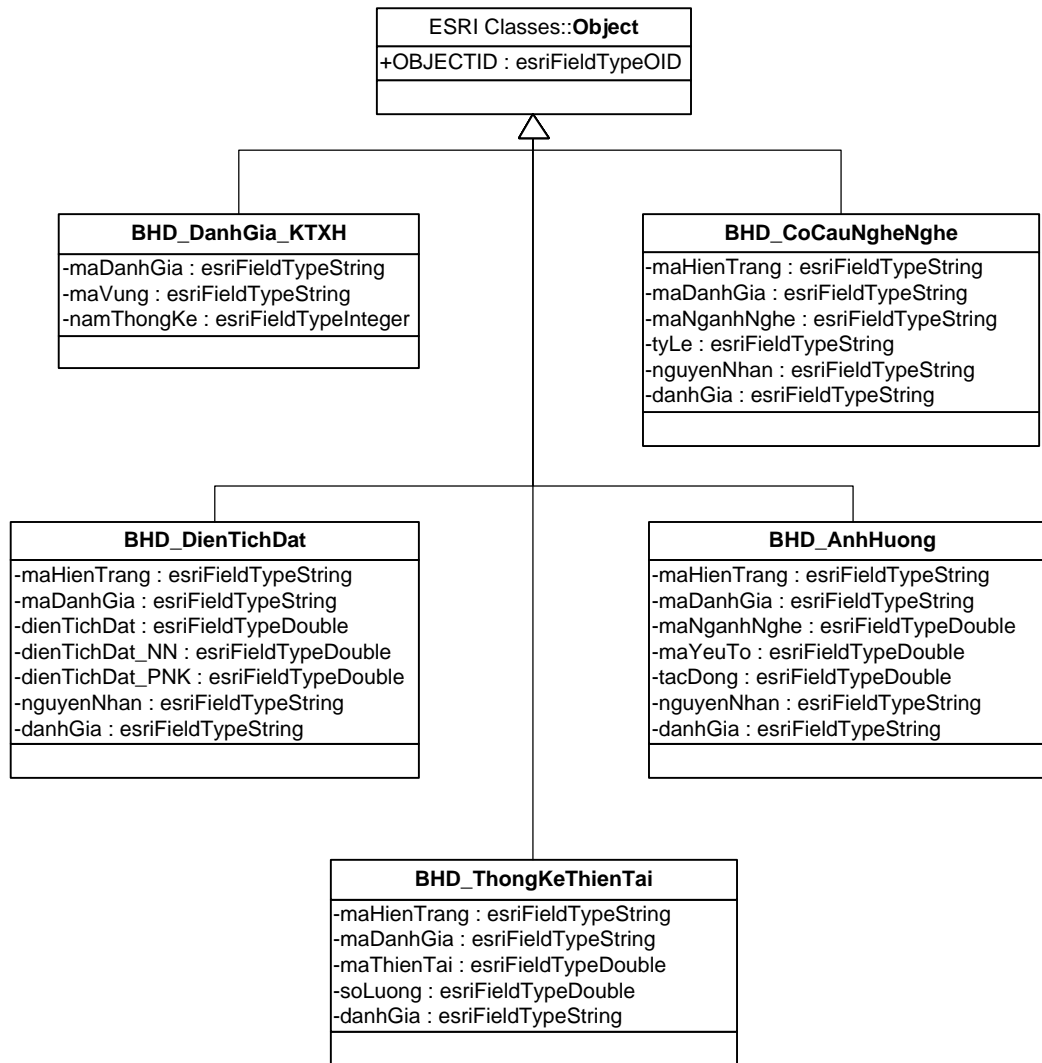 ESRI Classes::Object
+OBJECTID : esriFieldTypeOID
BHD_DanhGia_KTXH
-maDanhGia : esriFieldTypeString
-maVung : esriFieldTypeString
-namThongKe : esriFieldTypeInteger
BHD_CoCauNgheNghe
-maHienTrang : esriFieldTypeString
-maDanhGia : esriFieldTypeString
-maNganhNghe : esriFieldTypeString
-tyLe : esriFieldTypeString
-nguyenNhan : esriFieldTypeString
-danhGia : esriFieldTypeString
BHD_DienTichDat
-maHienTrang : esriFieldTypeString
-maDanhGia : esriFieldTypeString
-dienTichDat : esriFieldTypeDouble
-dienTichDat_NN : esriFieldTypeDouble
-dienTichDat_PNK : esriFieldTypeDouble
-nguyenNhan : esriFieldTypeString
-danhGia : esriFieldTypeString
BHD_AnhHuong
-maHienTrang : esriFieldTypeString
-maDanhGia : esriFieldTypeString
-maNganhNghe : esriFieldTypeDouble
-maYeuTo : esriFieldTypeDouble
-tacDong : esriFieldTypeDouble
-nguyenNhan : esriFieldTypeString
-danhGia : esriFieldTypeString
BHD_ThongKeThienTai
-maHienTrang : esriFieldTypeString
-maDanhGia : esriFieldTypeString
-maThienTai : esriFieldTypeDouble
-soLuong : esriFieldTypeDouble
-danhGia : esriFieldTypeString